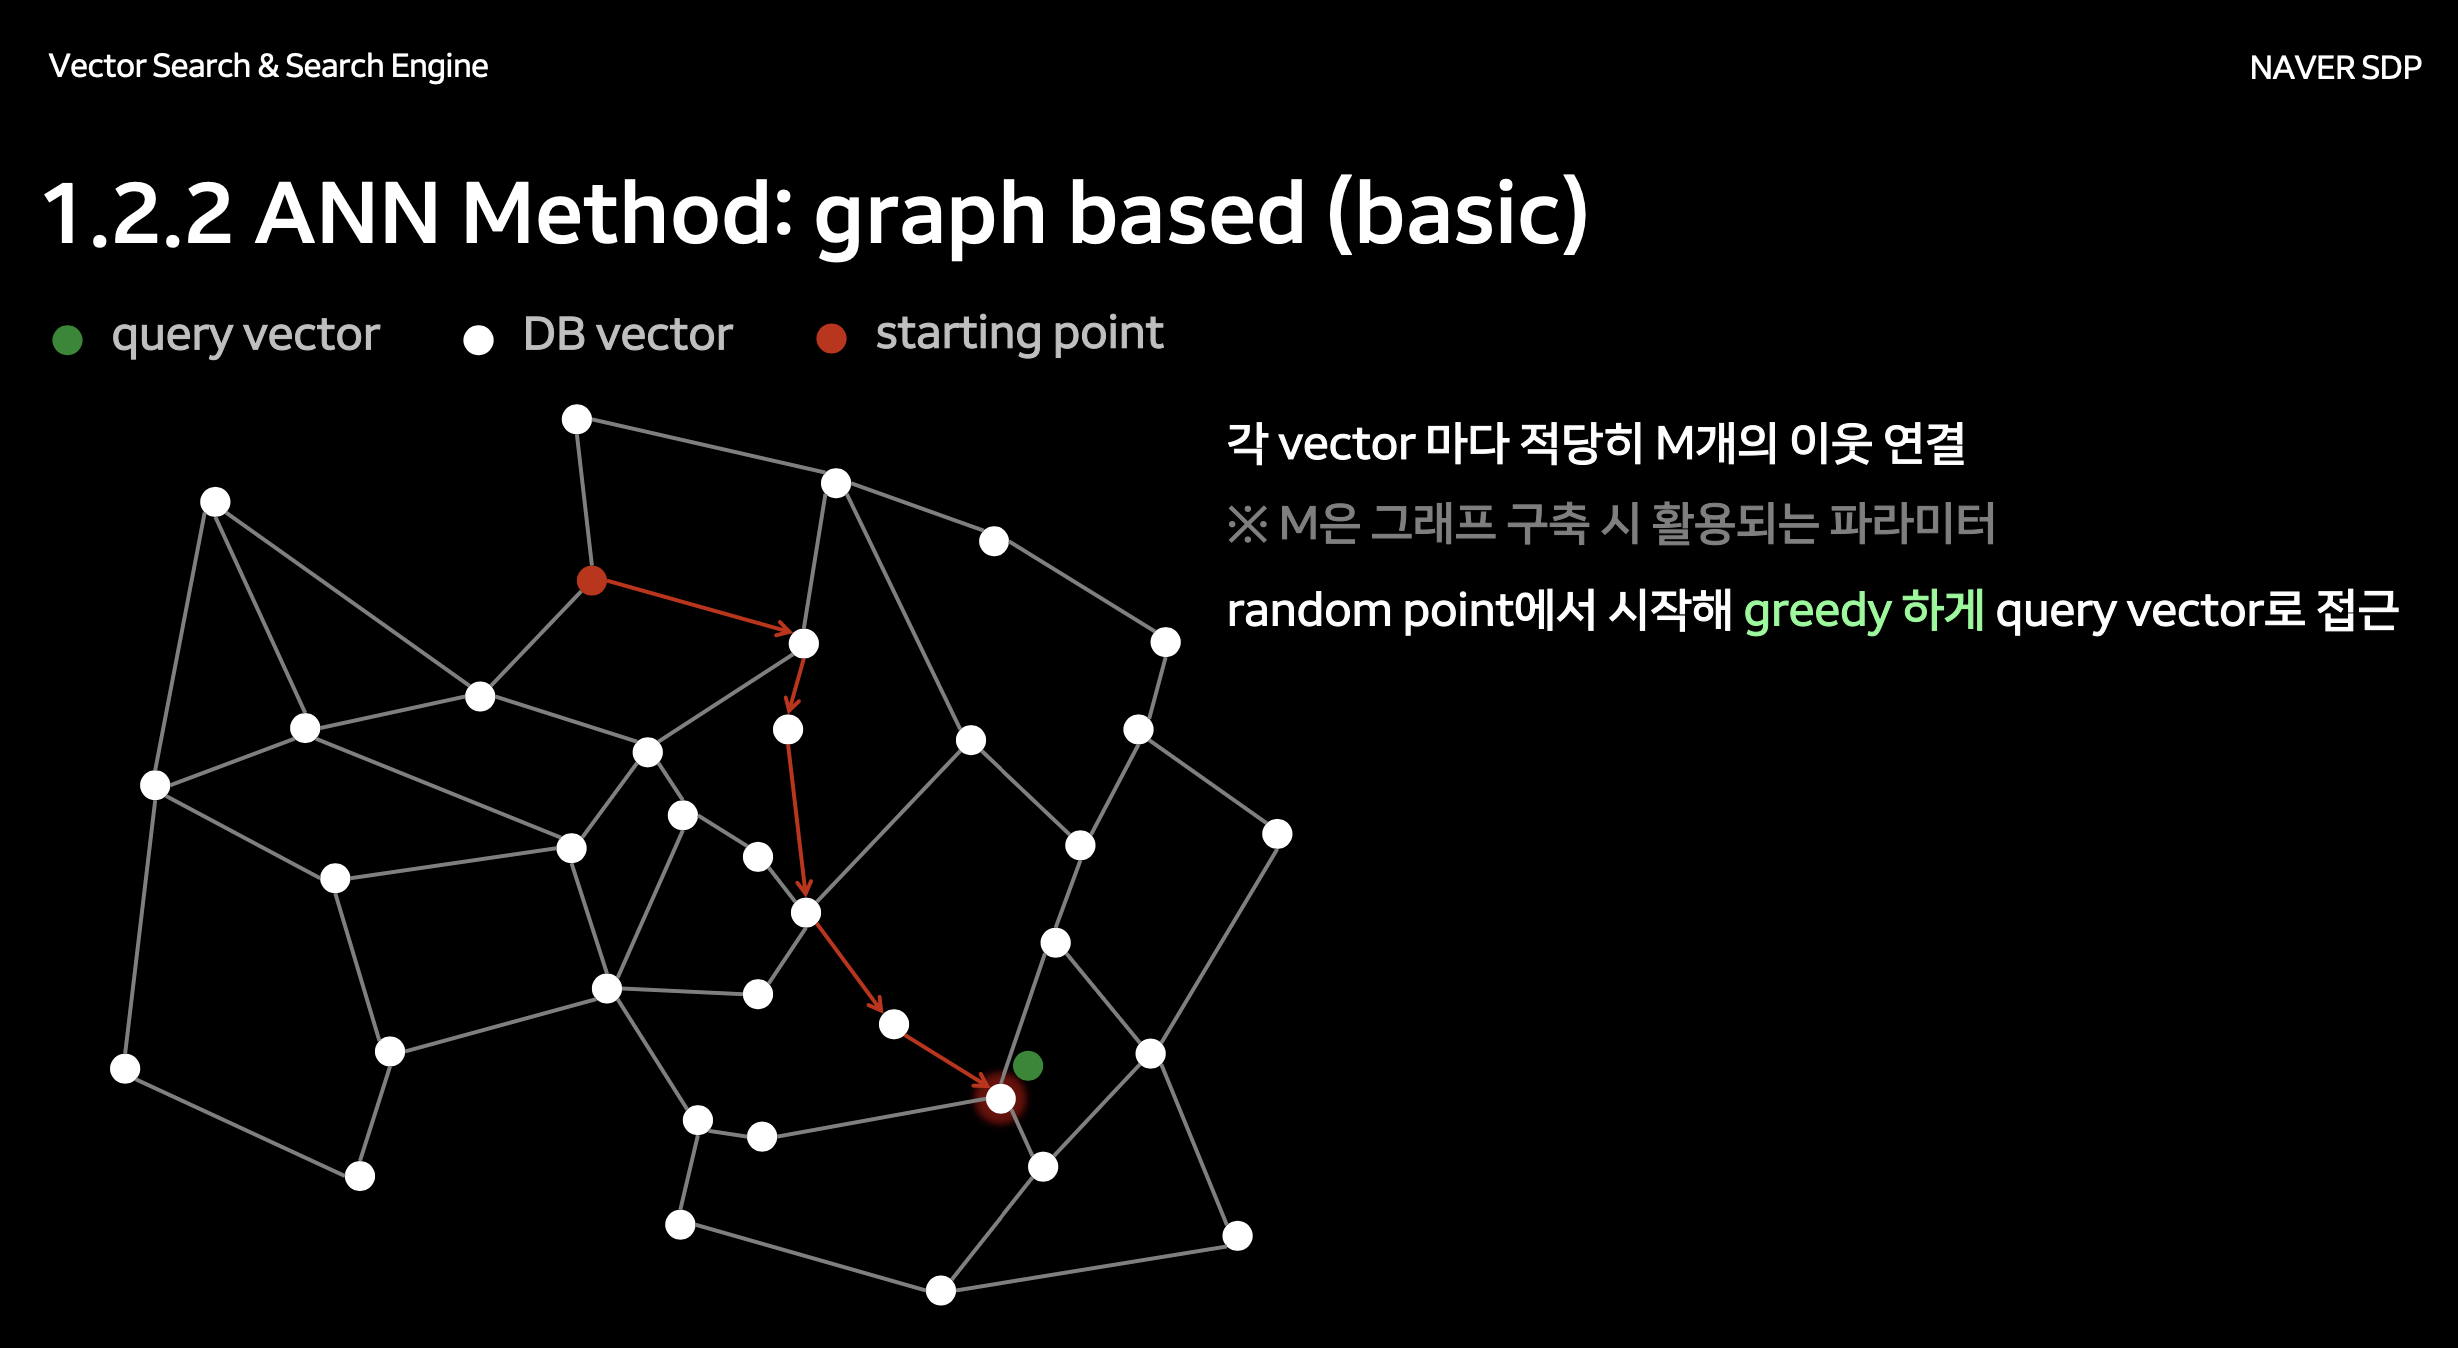 Vector Search & Search Engine
NAVER SDP
1.2.2 ANN Method: graph based (basic)
query vector
DB vector
starting point
각 vector 마다 적당히 M개의 이웃 연결
※ M은 그래프 구축 시 활용되는 파라미터
random point에서 시작해 greedy 하게 query vector로 접근